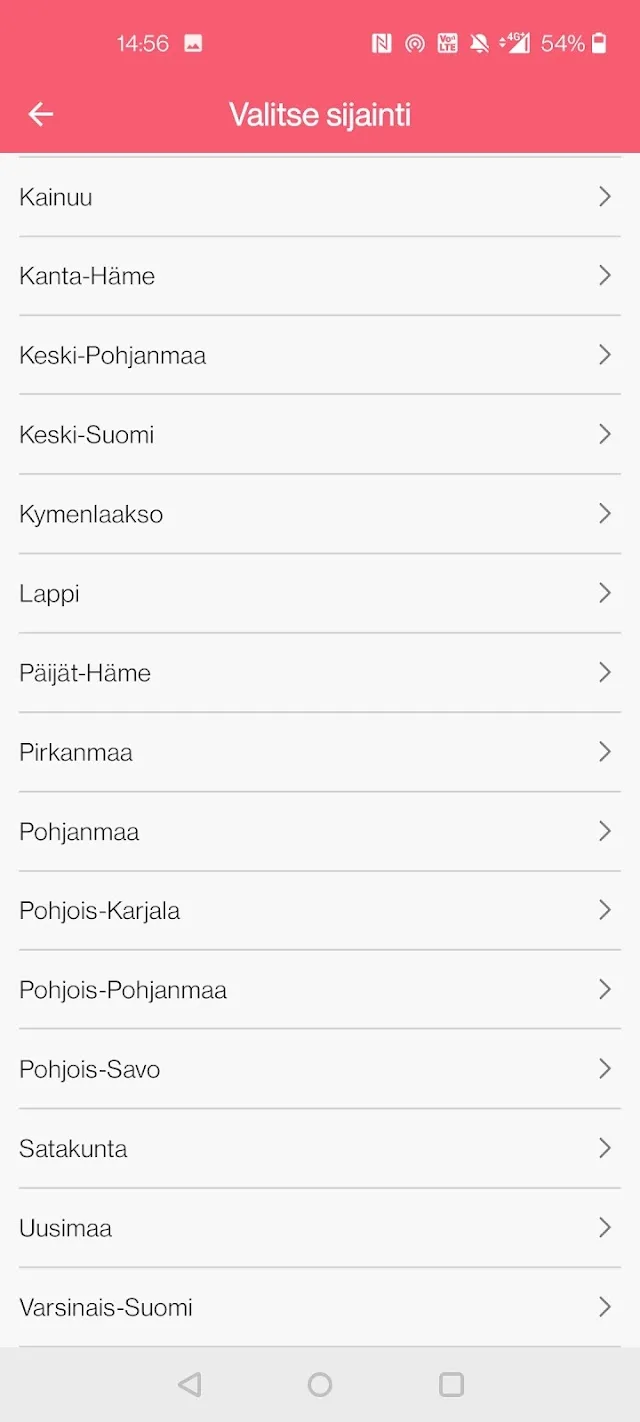 14:56 54%
Valitse sijainti
Kainuu
Kanta-Häme
Keski-Pohjanmaa
Keski-Suomi
Kymenlaakso
Lappi
Päijät-Häme
Pirkanmaa
Pohjanmaa
Pohjois-Karjala
Pohjois-Pohjanmaa
Pohjois-Savo
Satakunta
Uusimaa
Varsinais-Suomi